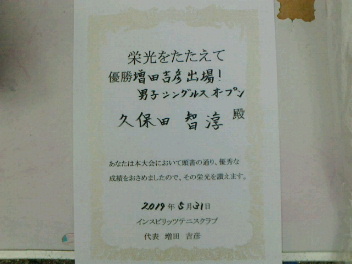 栄光をたたえて
優勝増田吉彦出場！
男子シングルスオープン
久保田 智淳 殿
あなたは本大会において頭書の通り、優秀な
成績をおさめましたので、その栄光を讃えます。
2019年5月31日
インスピリッツテニスクラブ
代表 増田 吉彦